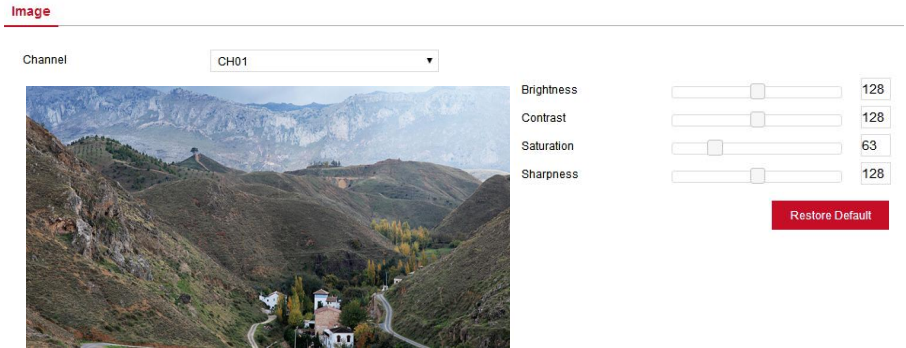 Image
Channel CH01
Brightness 128
Contrast 128
Saturation 63
Sharpness 128
Restore Default